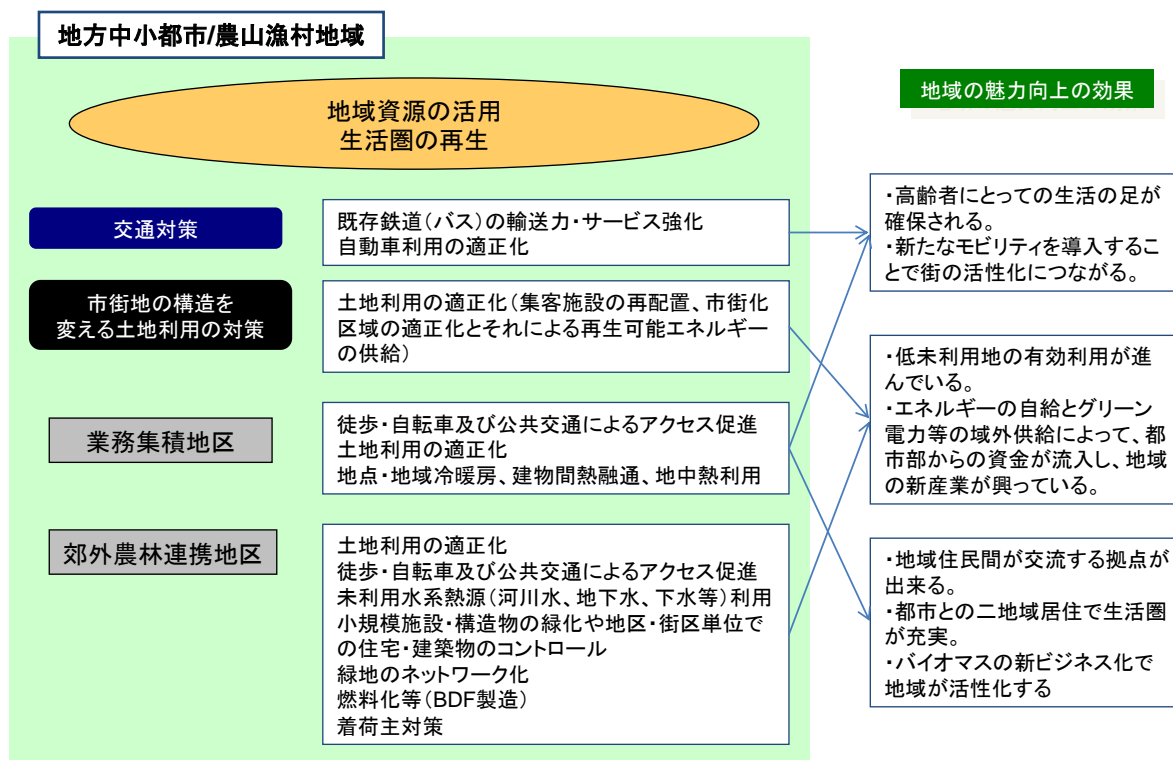 地方中小都市/農山漁村地域
地域資源の活用
生活圏の再生
地域の魅力向上の効果
交通対策
既存鉄道(バス)の輸送力・サービス強化
自動車利用の適正化
市街地の構造を
変える土地利用の対策
土地利用の適正化(集客施設の再配置、市街化
区域の適正化とそれによる再生可能エネルギー
の供給)
業務集積地区
徒歩・自転車及び公共交通によるアクセス促進
土地利用の適正化
地点・地域冷暖房、建物間熱融通、地中熱利用
郊外農林連携地区
土地利用の適正化
徒歩・自転車及び公共交通によるアクセス促進
未利用水系熱源(河川水、地下水、下水等)利用
小規模施設・構造物の緑化や地区・街区単位で
の住宅・建築物のコントロール
緑地のネットワーク化
燃料化等(BDF製造)
着荷主対策
・高齢者にとっての生活の足が
確保される。
・新たなモビリティを導入するこ
とで街の活性化につながる。
・低未利用地の有効利用が進
んでいる。
・エネルギーの自給とグリーン
電力等の域外供給によって、都
市部からの資金が流入し、地域
の新産業が興っている。
・地域住民間が交流する拠点が
出来る。
・都市との二地域居住で生活圏
が充実。
・バイオマスの新ビジネス化で
地域が活性化する